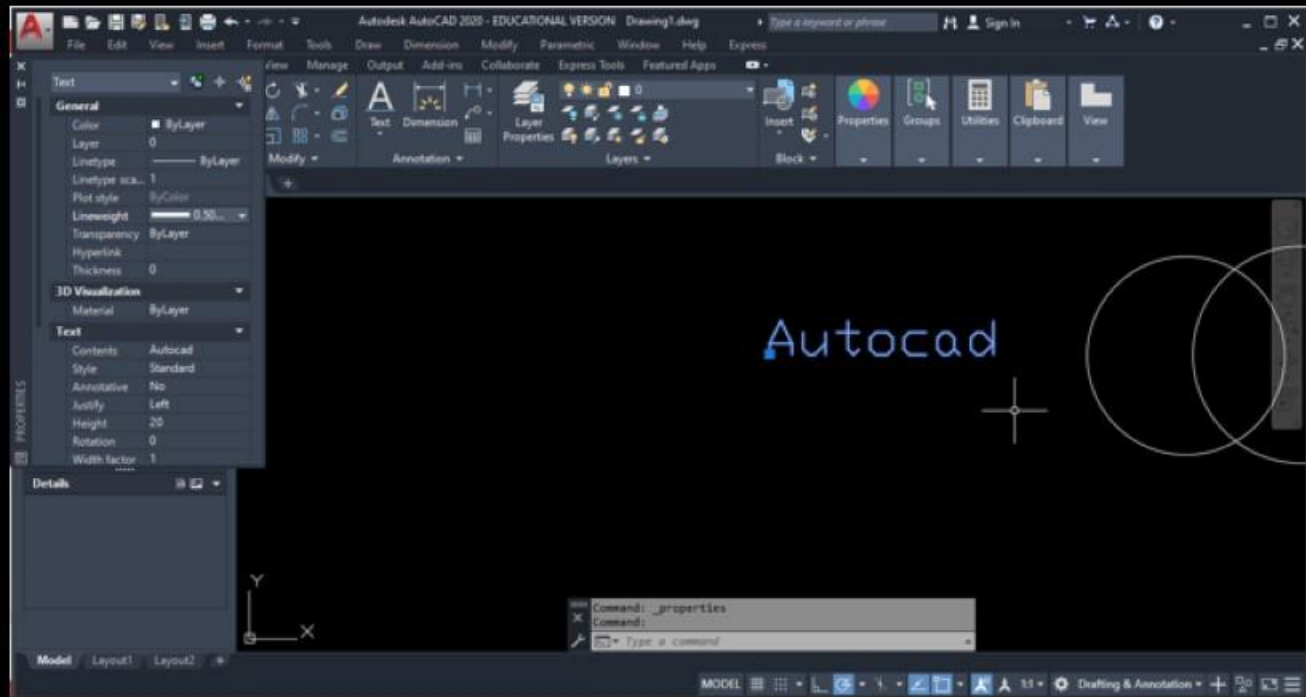 Autodesk AutoCAD 2020 - EDUCATIONAL VERSION Drawing1.dwg
Type a keyword or phrase
Sign In
File Edit View Insert Format Tools Draw Dimension Modify Parametric Window Help Express
View Manage Output Add-ins Collaborate Express Tools Featured Apps
Text
General
Color ByLayer
Layer 0
Linetype ByLayer
Linetype sca... 1
Plot style ByColor
Lineweight 0.50...
Transparency ByLayer
Hyperlink
Thickness 0
3D Visualization
Material ByLayer
Text
Contents Autocad
Style Standard
Annotative No
Justify Left
Height 20
Rotation 0
Width factor 1
PROPERTIES
Details
Text Dimension Layer Properties 0 Insert Properties Groups Utilities Clipboard View
Modify Annotation Layers Block
Autocad
Y
X
Command: _properties
Command:
Type a command
Model Layout1 Layout2
MODEL 1:1 Drafting & Annotation